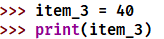 >>> item_3 = 40
>>> print(item_3)